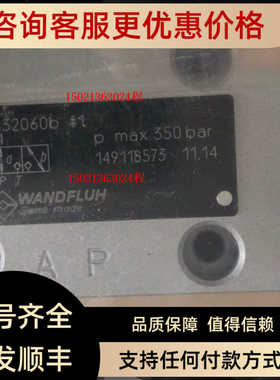 咨询客服更优惠价格
15021363024程
32060b #1
p max 350 bar
149118573 11.14
15021363024程
WANDFLUH
Swiss made
A P
号齐全
品质保障 值得信赖
发顺丰
支持任何付款方式